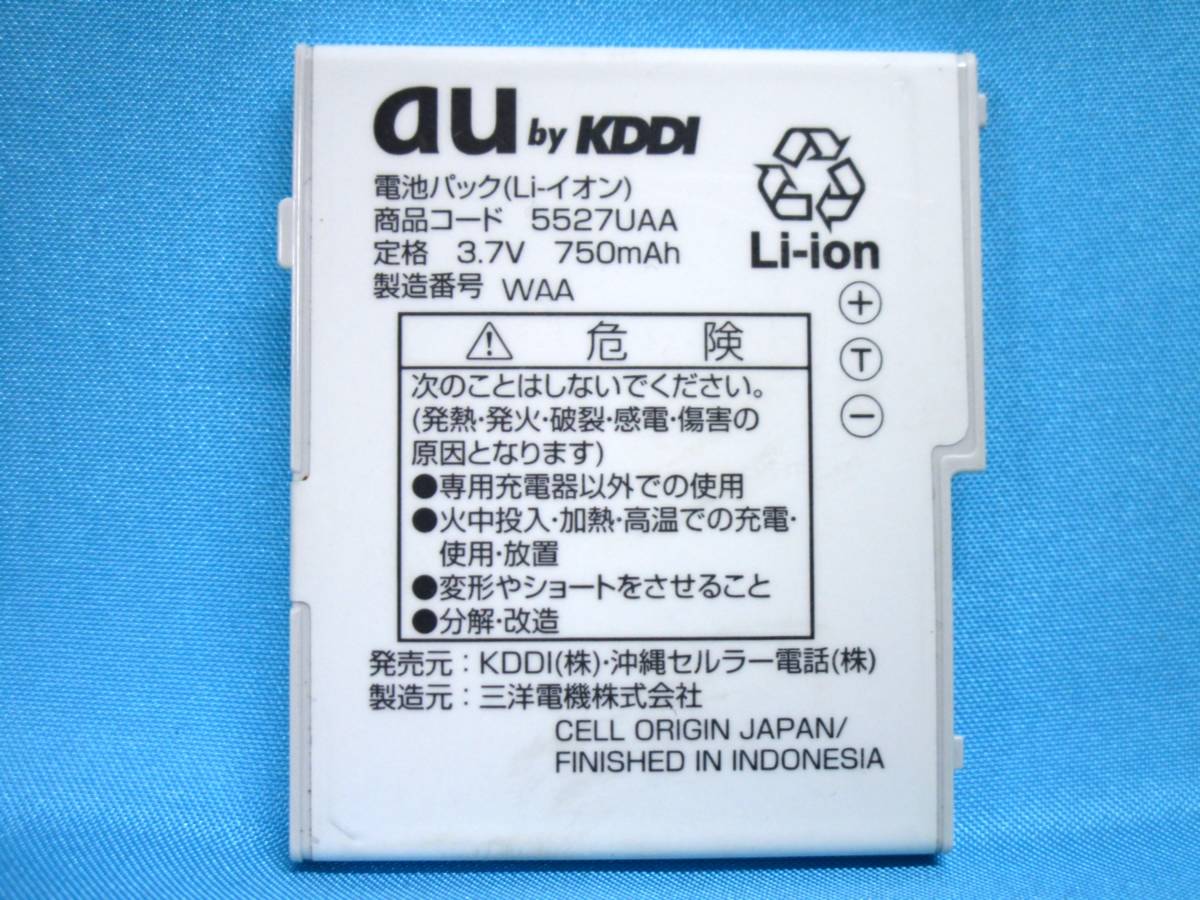 au by KDDI
電池パック(Li-イオン)
商品コード 5527UAA
定格 3.7V 750mAh
製造番号 WAA
Li-ion
+
T
−
危 険
次のことはしないでください。
(発熱・発火・破裂・感電・傷害の
原因となります)
●専用充電器以外での使用
●火中投入・加熱・高温での充電・
使用・放置
●変形やショートをさせること
●分解・改造
発売元:KDDI(株)・沖縄セルラー電話(株)
製造元:三洋電機株式会社
CELL ORIGIN JAPAN/
FINISHED IN INDONESIA